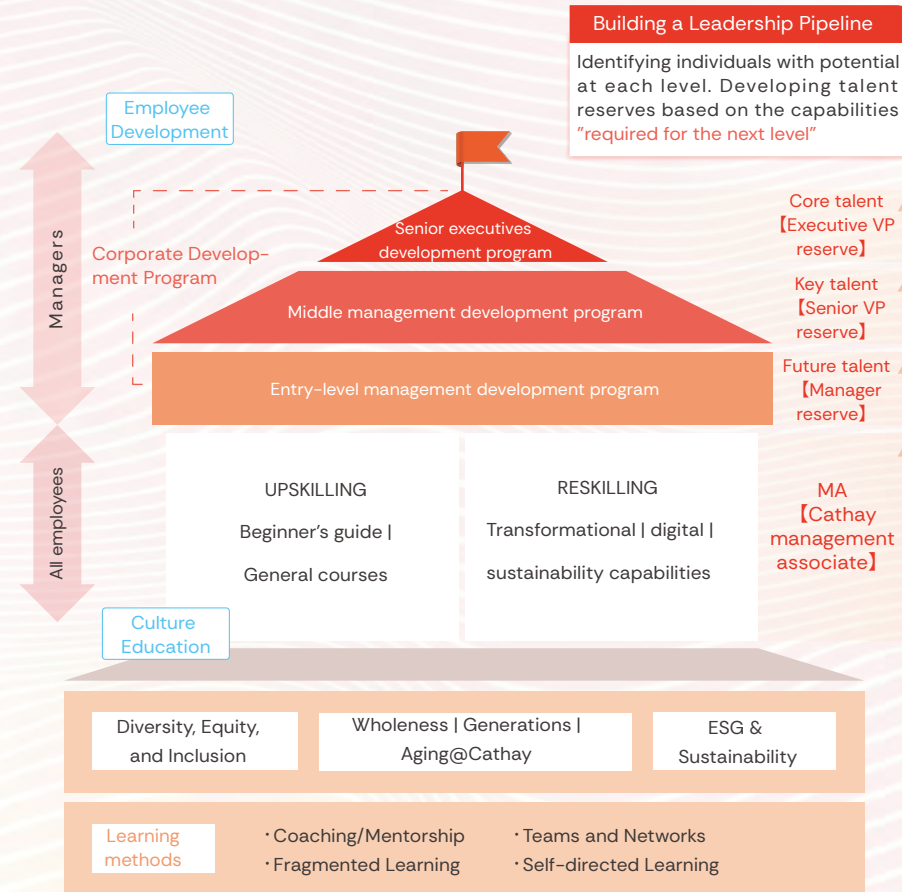 Building a Leadership Pipeline
Identifying individuals with potential
at each level. Developing talent
reserves based on the capabilities
"required for the next level"
Employee
Development
Managers
Corporate Develop-
ment Program
Senior executives
development program
Core talent
【Executive VP
reserve】
Middle management development program
Key talent
【Senior VP
reserve】
Entry-level management development program
Future talent
【Manager
reserve】
All employees
UPSKILLING
Beginner's guide |
General courses
RESKILLING
Transformational | digital |
sustainability capabilities
MA
【Cathay
management
associate】
Culture
Education
Diversity, Equity,
and Inclusion
Wholeness | Generations |
Aging@Cathay
ESG &
Sustainability
Learning
methods
・Coaching/Mentorship
・Fragmented Learning
・Teams and Networks
・Self-directed Learning